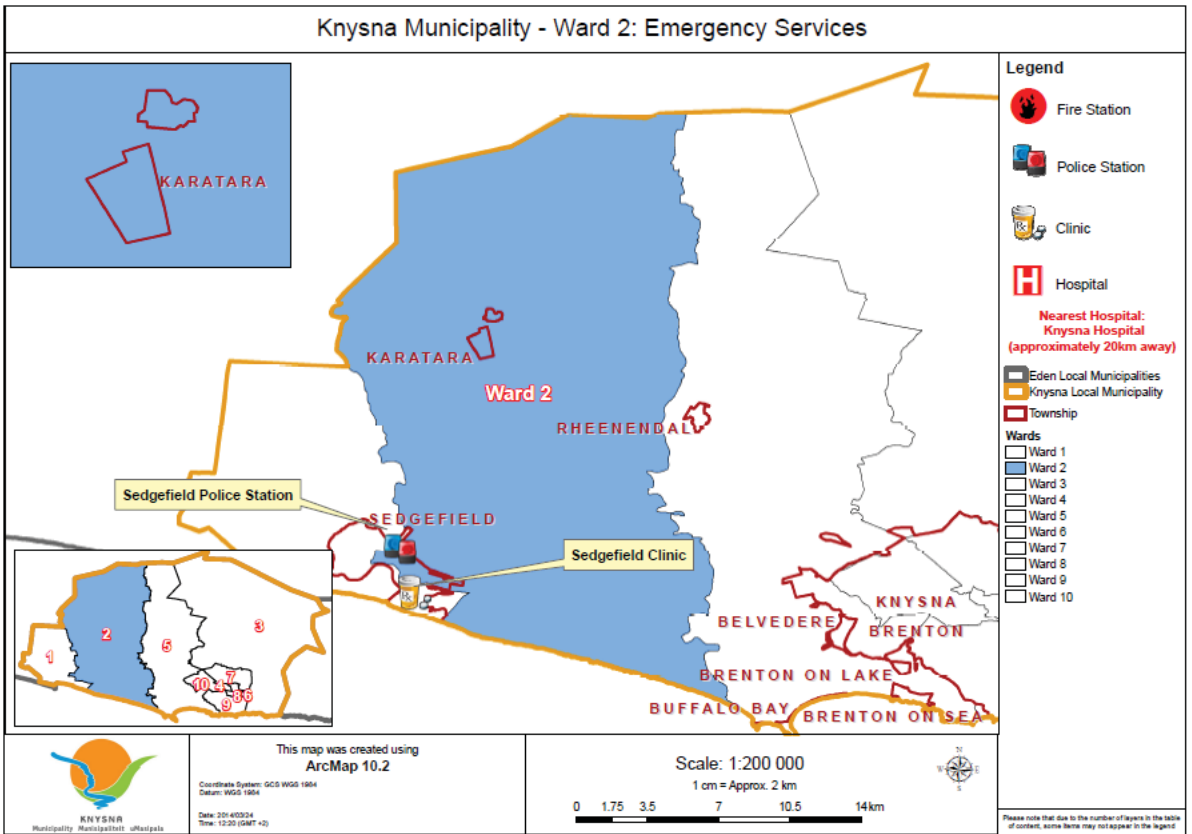 Knysna Municipality - Ward 2: Emergency Services
KARATARA
KARATARA
Ward 2
RHEENENDAL
Sedgefield Police Station
SEDGEFIELD
Sedgefield Clinic
KNYSNA
BELVEDERE
BRENTON
BRENTON ON LAKE
BUFFALO BAY
BRENTON ON SEA
1
2
5
3
7
10
4
8
6
9
Legend
Fire Station
Police Station
Rx
Clinic
H
Hospital
Nearest Hospital:
Knysna Hospital
(approximately 20km away)
Eden Local Municipalities
Knysna Local Municipality
Township
Wards
Ward 1
Ward 2
Ward 3
Ward 4
Ward 5
Ward 6
Ward 7
Ward 8
Ward 9
Ward 10
KNYSNA
Municipality Munisipaliteit uMasipala
This map was created using
ArcMap 10.2
Coordinate System: GCS WGS 1984
Datum: WGS 1984
Date: 2014/03/24
Time: 12:20 (GMT +2)
Scale: 1:200 000
1 cm = Approx. 2 km
0 1.75 3.5 7 10.5 14km
N
W E
S
Please note that due to the number of layers in the table
of content, some items may not appear in the legend